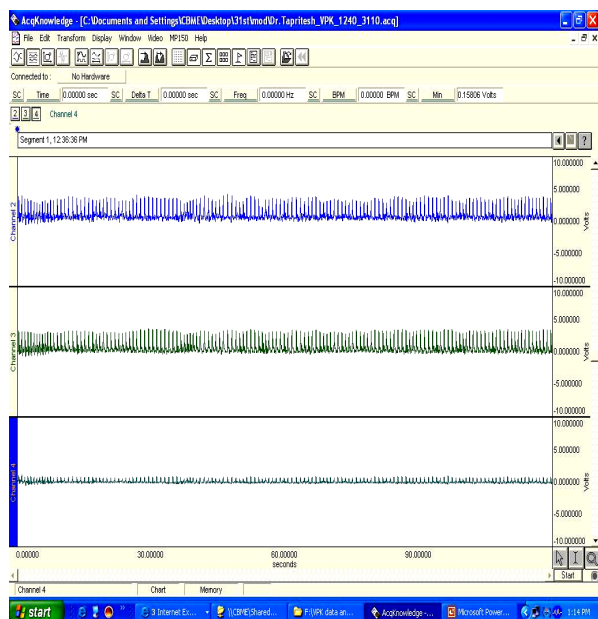 AcqKnowledge - [C:\Documents and Settings\CBME\Desktop\31st\mod\Dr.Tapritesh_VPK_1240_3110.acq]
File Edit Transform Display Window Video MP150 Help
Connected to : No Hardware
SC Time 0.00000 sec SC Delta T 0.00000 sec SC Freq 0.00000 Hz SC BPM 0.00000 BPM SC Min 0.15806 Volts
2 3 4 Channel 4
Segment 1, 12:36:36 PM
10.000000
5.000000
Channel 2
0.000000
Volts
-5.000000
-10.000000
10.000000
5.000000
Channel 3
0.000000
Volts
-5.000000
-10.000000
10.000000
5.000000
Channel 4
0.000000
Volts
-5.000000
-10.000000
0.00000 30.00000 60.00000 90.00000
seconds
Start
Channel 4 Chart Memory
start 3 Internet Ex... \\CBME\Shared... F:\VPK data an... AcqKnowledge -... Microsoft Power... 1:14 PM